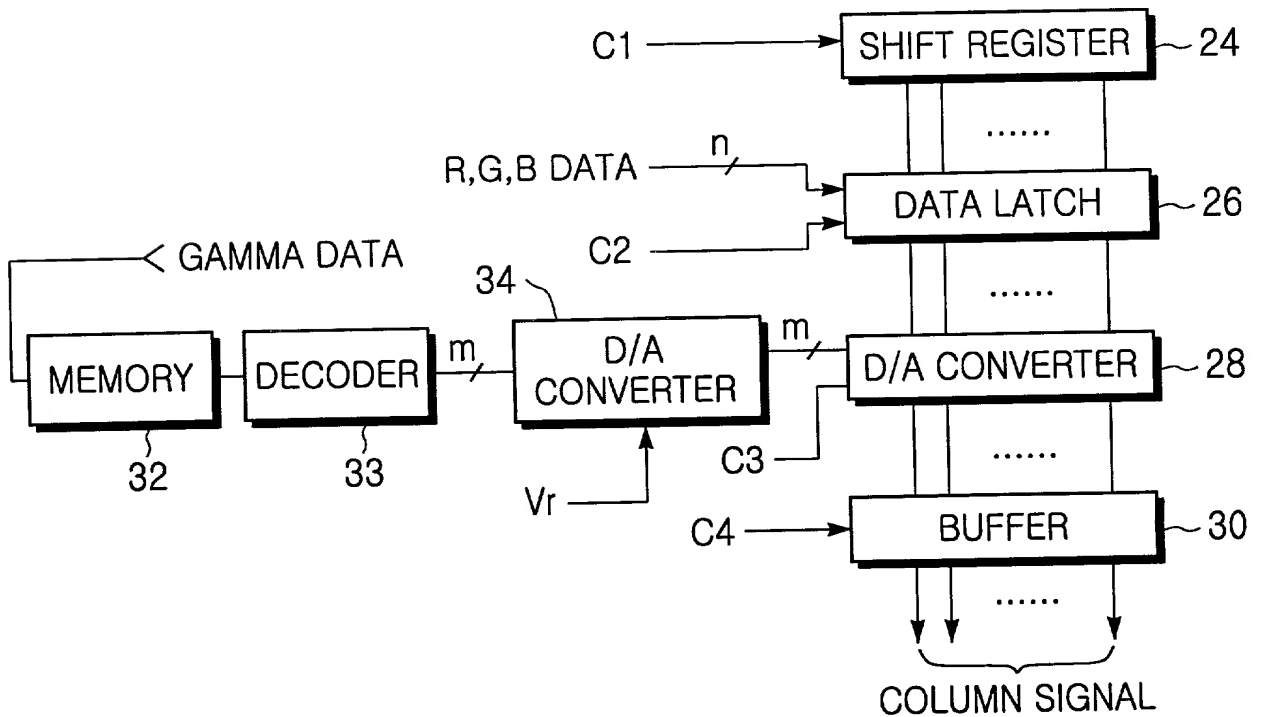 C1
SHIFT REGISTER
24
......
n
R,G,B DATA
DATA LATCH
26
C2
GAMMA DATA
......
34
MEMORY
DECODER
m
D/A
CONVERTER
m
D/A CONVERTER
28
32
33
C3
......
Vr
C4
BUFFER
30
......
COLUMN SIGNAL